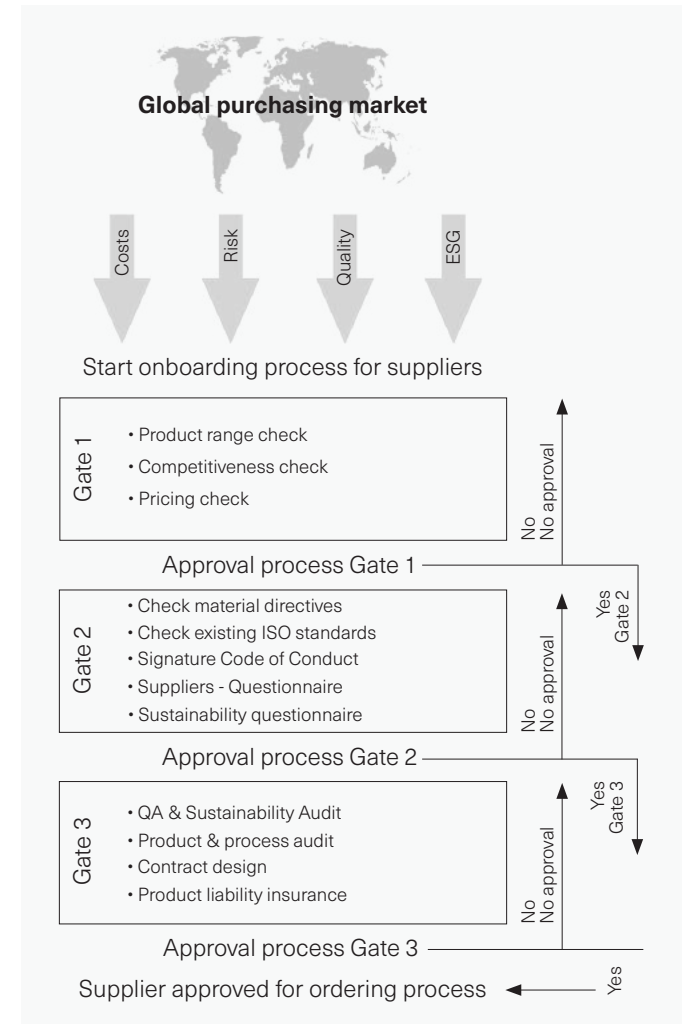 Global purchasing market
Costs
Risk
Quality
ESG
Start onboarding process for suppliers
Gate 1
• Product range check
• Competitiveness check
• Pricing check
No
No approval
Approval process Gate 1
Yes
Gate 2
Gate 2
• Check material directives
• Check existing ISO standards
• Signature Code of Conduct
• Suppliers - Questionnaire
• Sustainability questionnaire
No
No approval
Approval process Gate 2
Yes
Gate 3
Gate 3
• QA & Sustainability Audit
• Product & process audit
• Contract design
• Product liability insurance
No
No approval
Approval process Gate 3
Yes
Supplier approved for ordering process